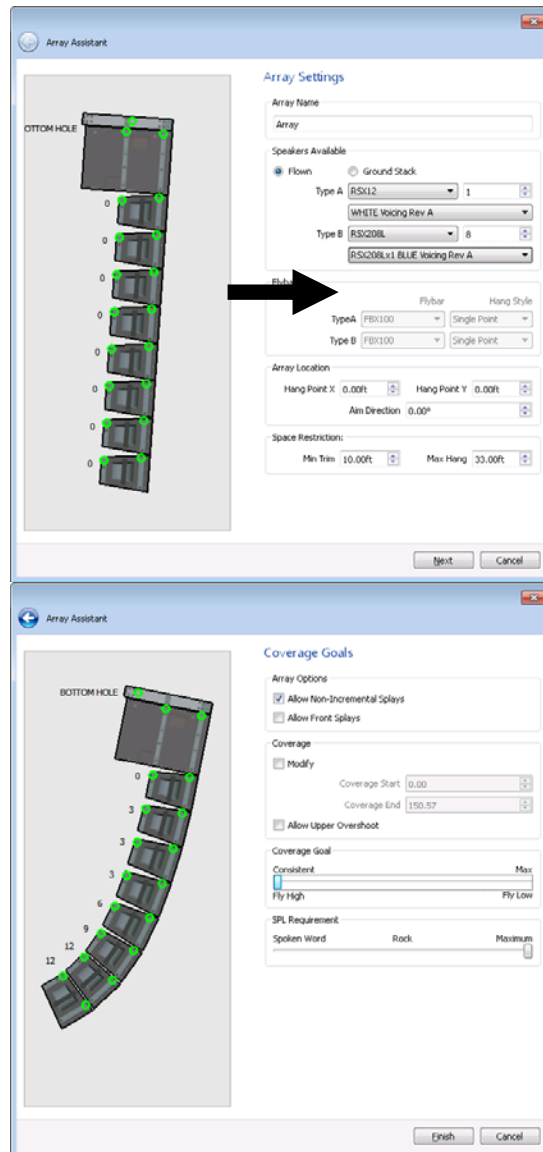 Array Assistant
Array Settings
Array Name
Array
OTTOM HOLE
Speakers Available
Flown Ground Stack
Type A RSX12 1
WHITE Voicing Rev A
Type B RSX208L 8
RSX208Lx1 BLUE Voicing Rev A
0
0
0
0
0
0
0
0
Flyba
Flybar Hang Style
TypeA FBX100 Single Point
Type B FBX100 Single Point
Array Location
Hang Point X 0.00ft Hang Point Y 0.00ft
Aim Direction 0.00°
Space Restriction:
Min Trim 10.00ft Max Hang 33.00ft
Next Cancel
Array Assistant
Coverage Goals
Array Options
BOTTOM HOLE
Allow Non-Incremental Splays
Allow Front Splays
Coverage
Modify
Coverage Start 0.00
Coverage End 150.57
Allow Upper Overshoot
0
3
3
3
6
9
12
12
Coverage Goal
Consistent Max
Fly High Fly Low
SPL Requirement
Spoken Word Rock Maximum
Finish Cancel